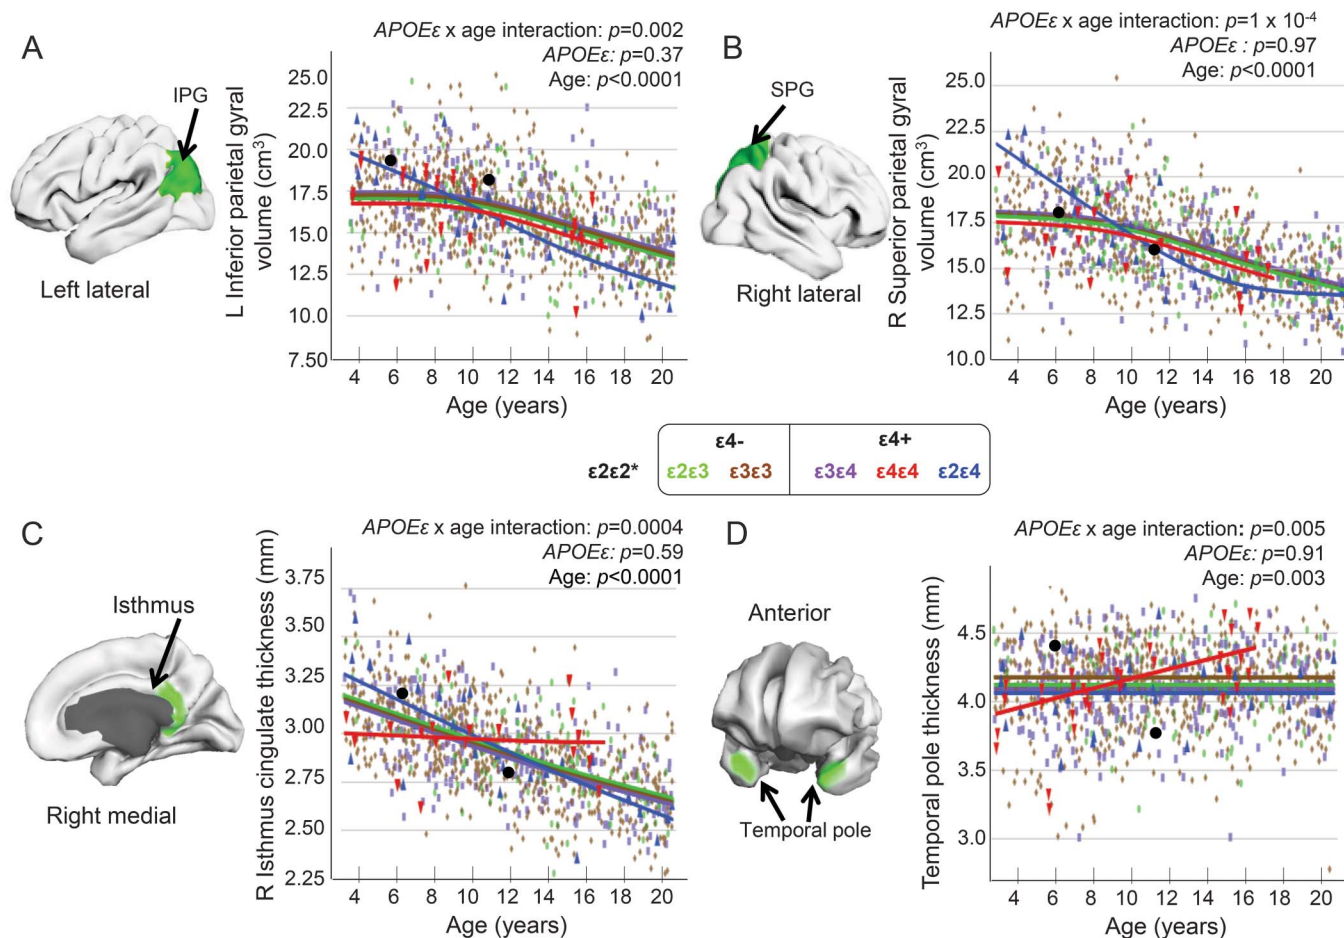 A
APOEε x age interaction: p=0.002
APOEε: p=0.37
Age: p<0.0001
IPG
Left lateral
L Inferior parietal gyral
volume (cm³)
25.0
22.5
20.0
17.5
15.0
12.5
10.0
7.50
4 6 8 10 12 14 16 18 20
Age (years)
B
APOEε x age interaction: p=1 x 10⁻⁴
APOEε : p=0.97
Age: p<0.0001
SPG
Right lateral
R Superior parietal gyral
volume (cm³)
25.0
22.5
20.0
17.5
15.0
12.5
10.0
4 6 8 10 12 14 16 18 20
Age (years)
ε4- ε4+
ε2ε2* ε2ε3 ε3ε3 ε3ε4 ε4ε4 ε2ε4
C
APOEε x age interaction: p=0.0004
APOEε: p=0.59
Age: p<0.0001
Isthmus
Right medial
R Isthmus cingulate thickness (mm)
3.75
3.50
3.25
3.00
2.75
2.50
2.25
4 6 8 10 12 14 16 18 20
Age (years)
D
APOEε x age interaction: p=0.005
APOEε: p=0.91
Age: p=0.003
Anterior
Temporal pole
Temporal pole thickness (mm)
4.5
4.0
3.5
3.0
4 6 8 10 12 14 16 18 20
Age (years)